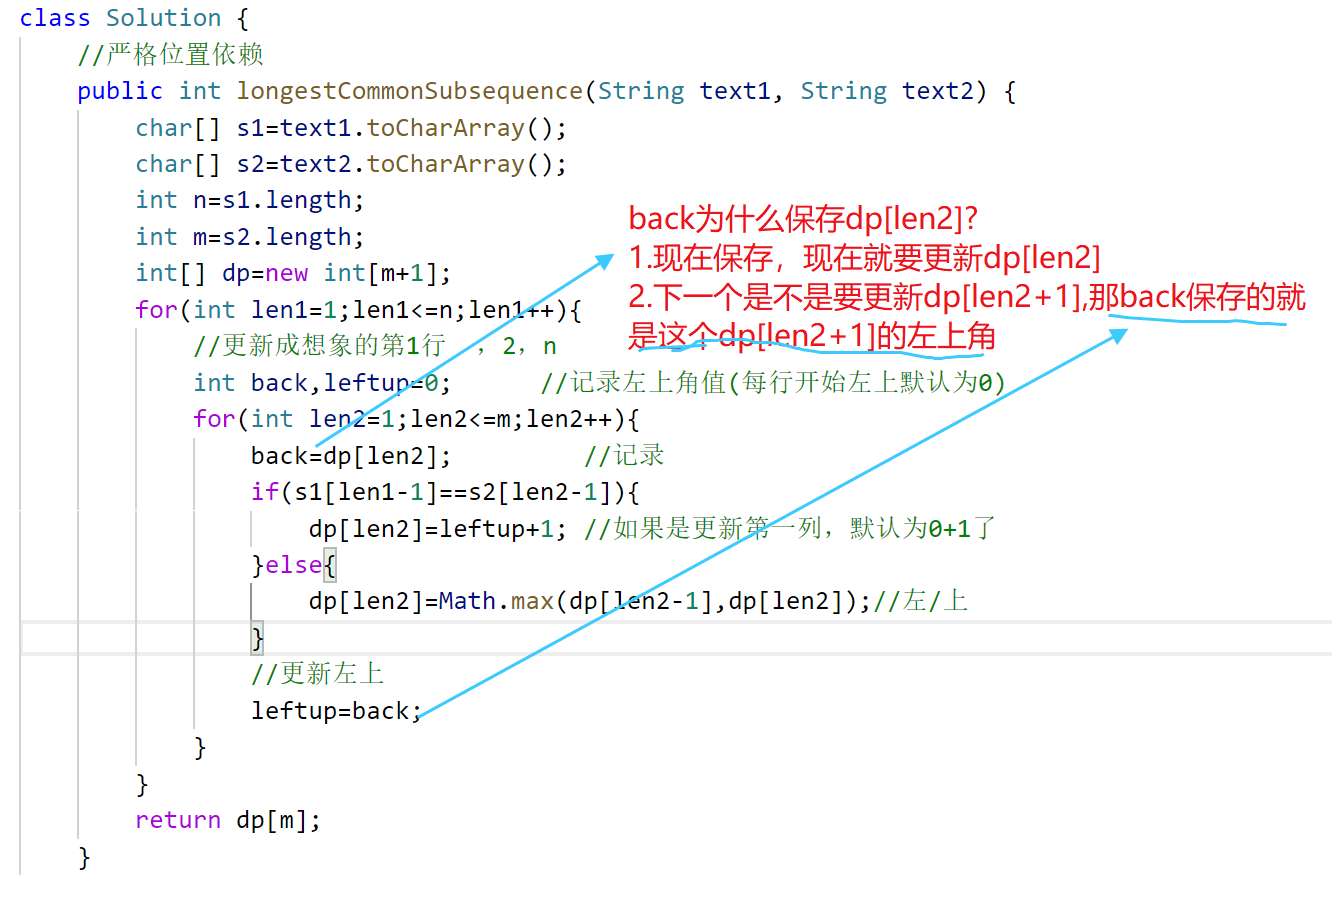 class Solution {
//严格位置依赖
public int longestCommonSubsequence(String text1, String text2) {
char[] s1=text1.toCharArray();
char[] s2=text2.toCharArray();
int n=s1.length;
int m=s2.length;
int[] dp=new int[m+1];
for(int len1=1;len1<=n;len1++){
//更新成想象的第1行 ，2，n
int back,leftup=0; //记录左上角值(每行开始左上默认为0)
for(int len2=1;len2<=m;len2++){
back=dp[len2]; //记录
if(s1[len1-1]==s2[len2-1]){
dp[len2]=leftup+1; //如果是更新第一列，默认为0+1了
}else{
dp[len2]=Math.max(dp[len2-1],dp[len2]);//左/上
}
//更新左上
leftup=back;
}
}
return dp[m];
}
back为什么保存dp[len2]?
1.现在保存，现在就要更新dp[len2]
2.下一个是不是要更新dp[len2+1],那back保存的就
是这个dp[len2+1]的左上角